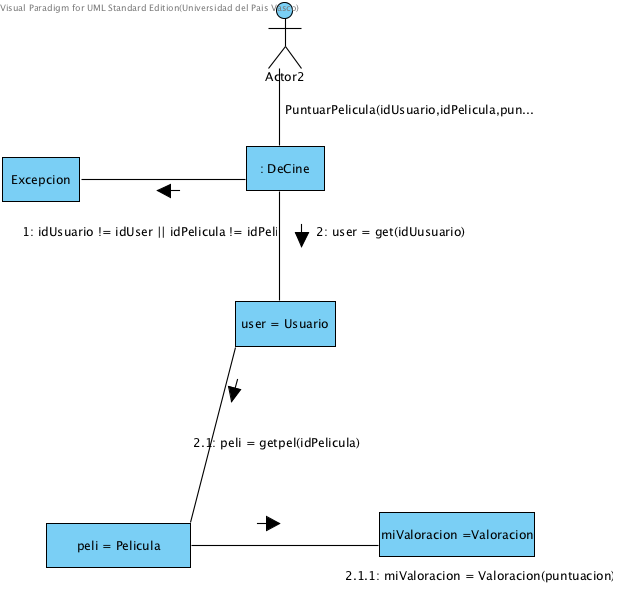 Visual Paradigm for UML Standard Edition(Universidad del Pais Vasco)
Actor2
PuntuarPelicula(idUsuario,idPelicula,pun...
: DeCine
Excepcion
1: idUsuario != idUser || idPelicula != idPeli
2: user = get(idUusuario)
user = Usuario
2.1: peli = getpel(idPelicula)
peli = Pelicula
miValoracion =Valoracion
2.1.1: miValoracion = Valoracion(puntuacion)